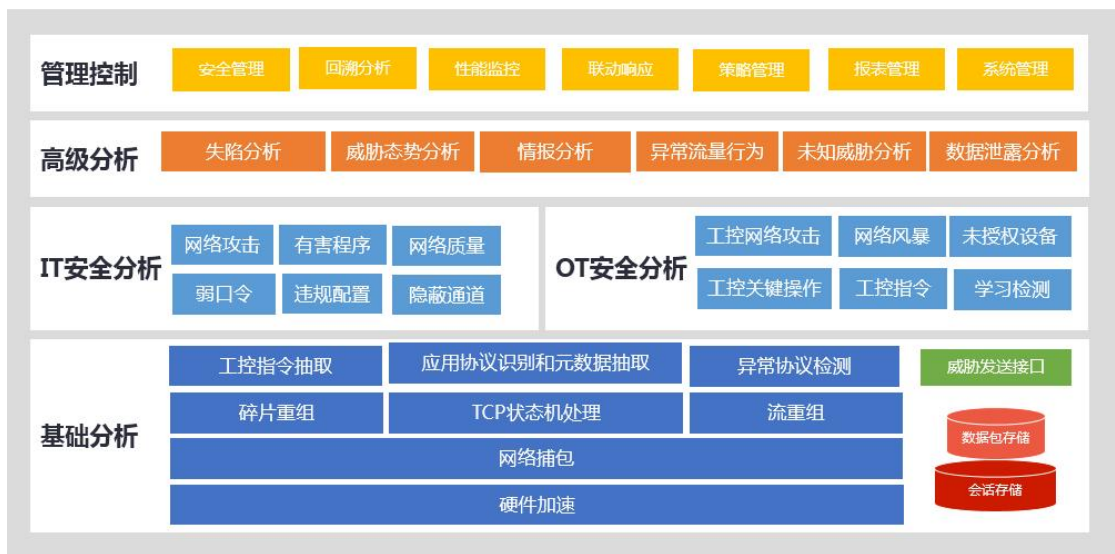 管理控制
安全管理
回溯分析
性能监控
联动响应
策略管理
报表管理
系统管理
高级分析
失陷分析
威胁态势分析
情报分析
异常流量行为
未知威胁分析
数据泄露分析
IT安全分析
网络攻击
有害程序
网络质量
弱口令
违规配置
隐蔽通道
OT安全分析
工控网络攻击
网络风暴
未授权设备
工控关键操作
工控指令
学习检测
基础分析
工控指令抽取
应用协议识别和元数据抽取
异常协议检测
碎片重组
TCP状态机处理
流重组
网络捕包
硬件加速
威胁发送接口
数据包存储
会话存储